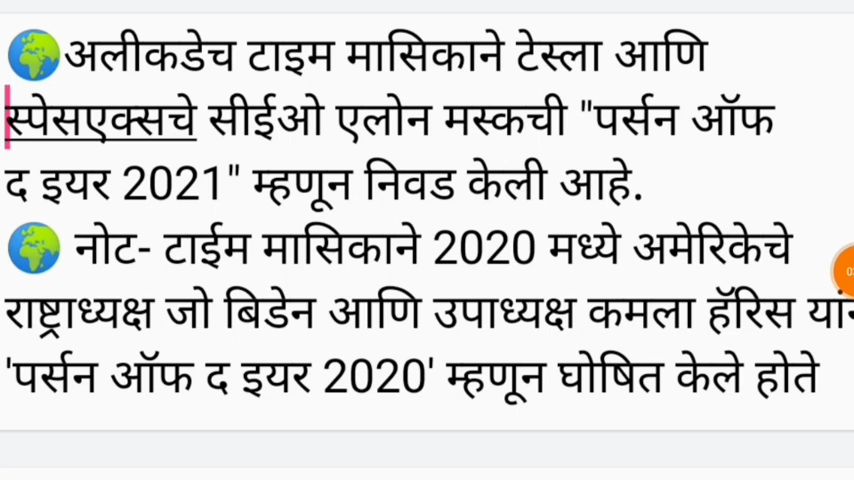 🌍अलीकडेच टाइम मासिकाने टेस्ला आणि
स्पेसएक्सचे सीईओ एलोन मस्कची "पर्सन ऑफ
द इयर 2021" म्हणून निवड केली आहे.
🌍 नोट- टाईम मासिकाने 2020 मध्ये अमेरिकेचे
राष्ट्राध्यक्ष जो बिडेन आणि उपाध्यक्ष कमला हॅरिस
'पर्सन ऑफ द इयर 2020' म्हणून घोषित केले होते